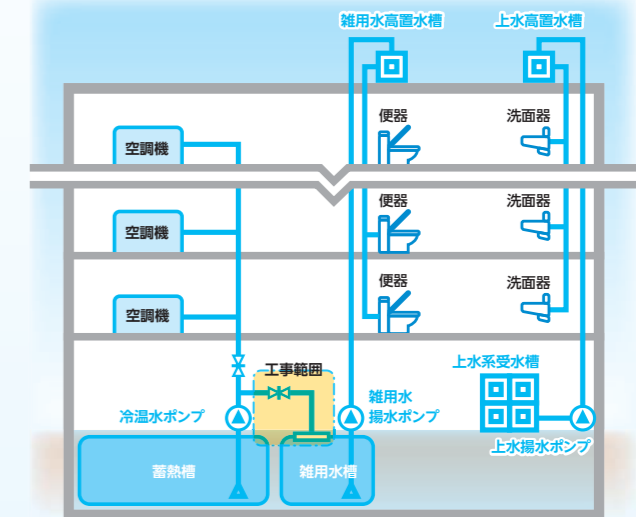 雑用水高置水槽
上水高置水槽
便器
洗面器
空調機
便器
洗面器
空調機
便器
洗面器
空調機
工事範囲
上水系受水槽
冷温水ポンプ
雑用水
揚水ポンプ
上水揚水ポンプ
蓄熱槽
雑用水槽